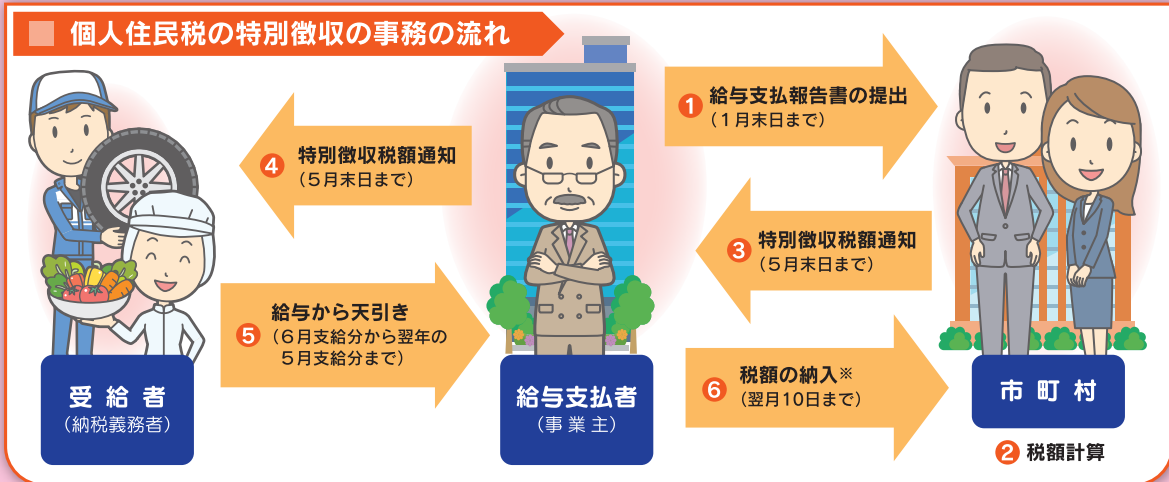 個人住民税の特別徴収の事務の流れ
❶ 給与支払報告書の提出
（１月末日まで）
❹ 特別徴収税額通知
（５月末日まで）
❸ 特別徴収税額通知
（５月末日まで）
❺ 給与から天引き
（６月支給分から翌年の
５月支給分まで）
❻ 税額の納入※
（翌月10日まで）
受給者
（納税義務者）
給与支払者
（事業主）
市町村
❷ 税額計算